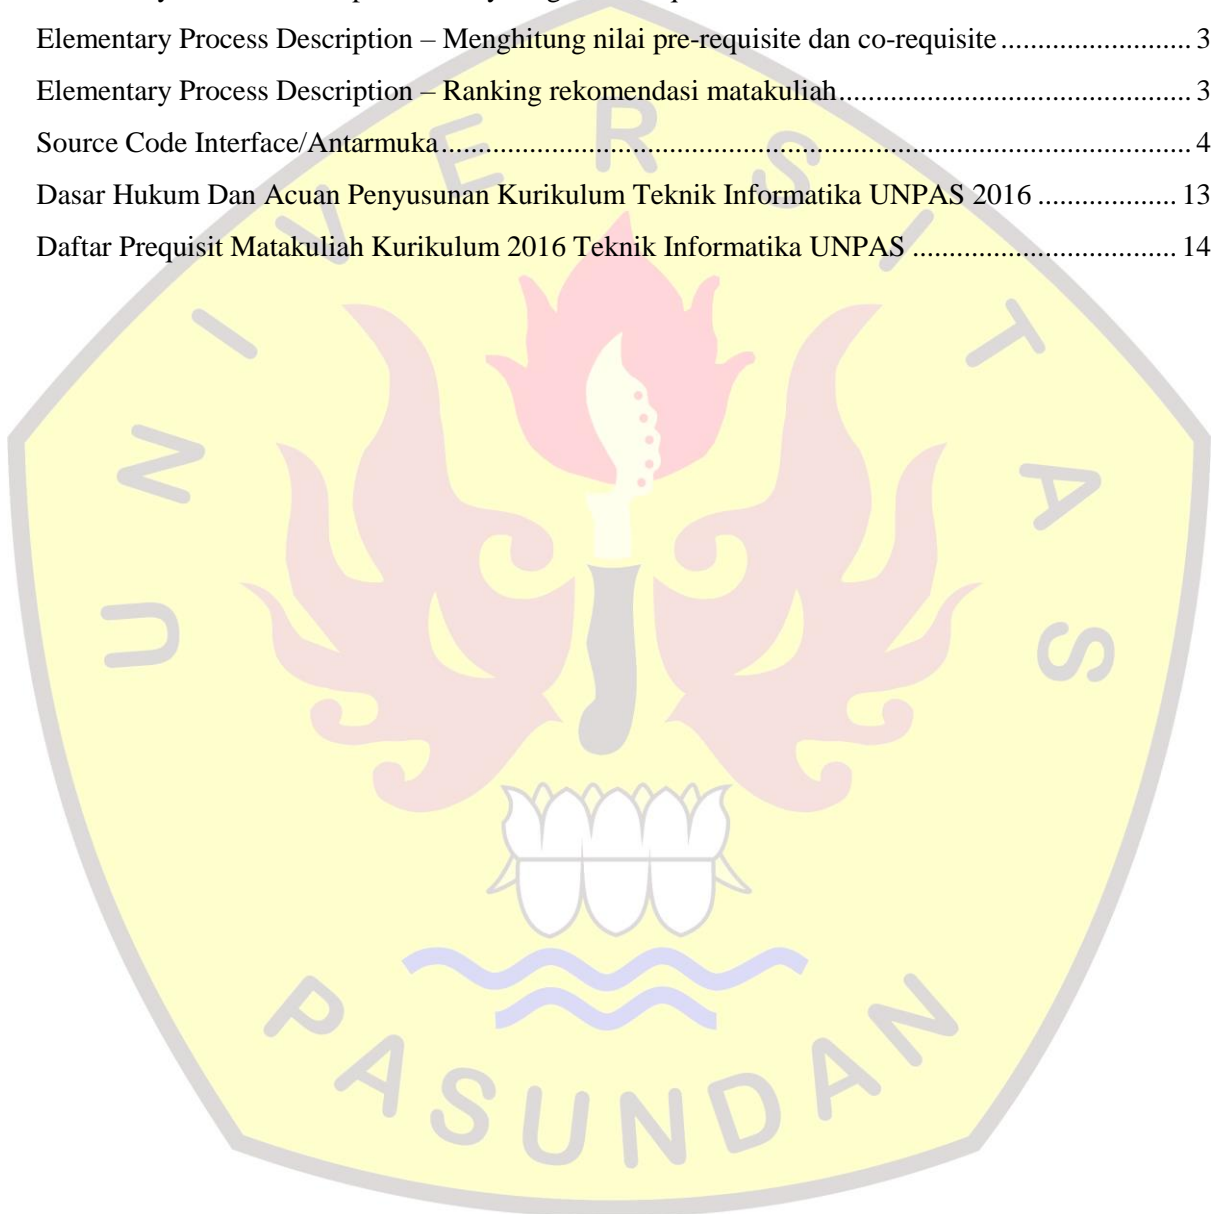 Elementary Process Description – Menghitung nilai pre-requisite dan co-requisite .......................... 3
Elementary Process Description – Ranking rekomendasi matakuliah ................................................ 3
Source Code Interface/Antarmuka ..................................................................................................... 4
Dasar Hukum Dan Acuan Penyusunan Kurikulum Teknik Informatika UNPAS 2016 ................... 13
Daftar Prequisit Matakuliah Kurikulum 2016 Teknik Informatika UNPAS .................................... 14
UNIVERSITAS
PASUNDAN